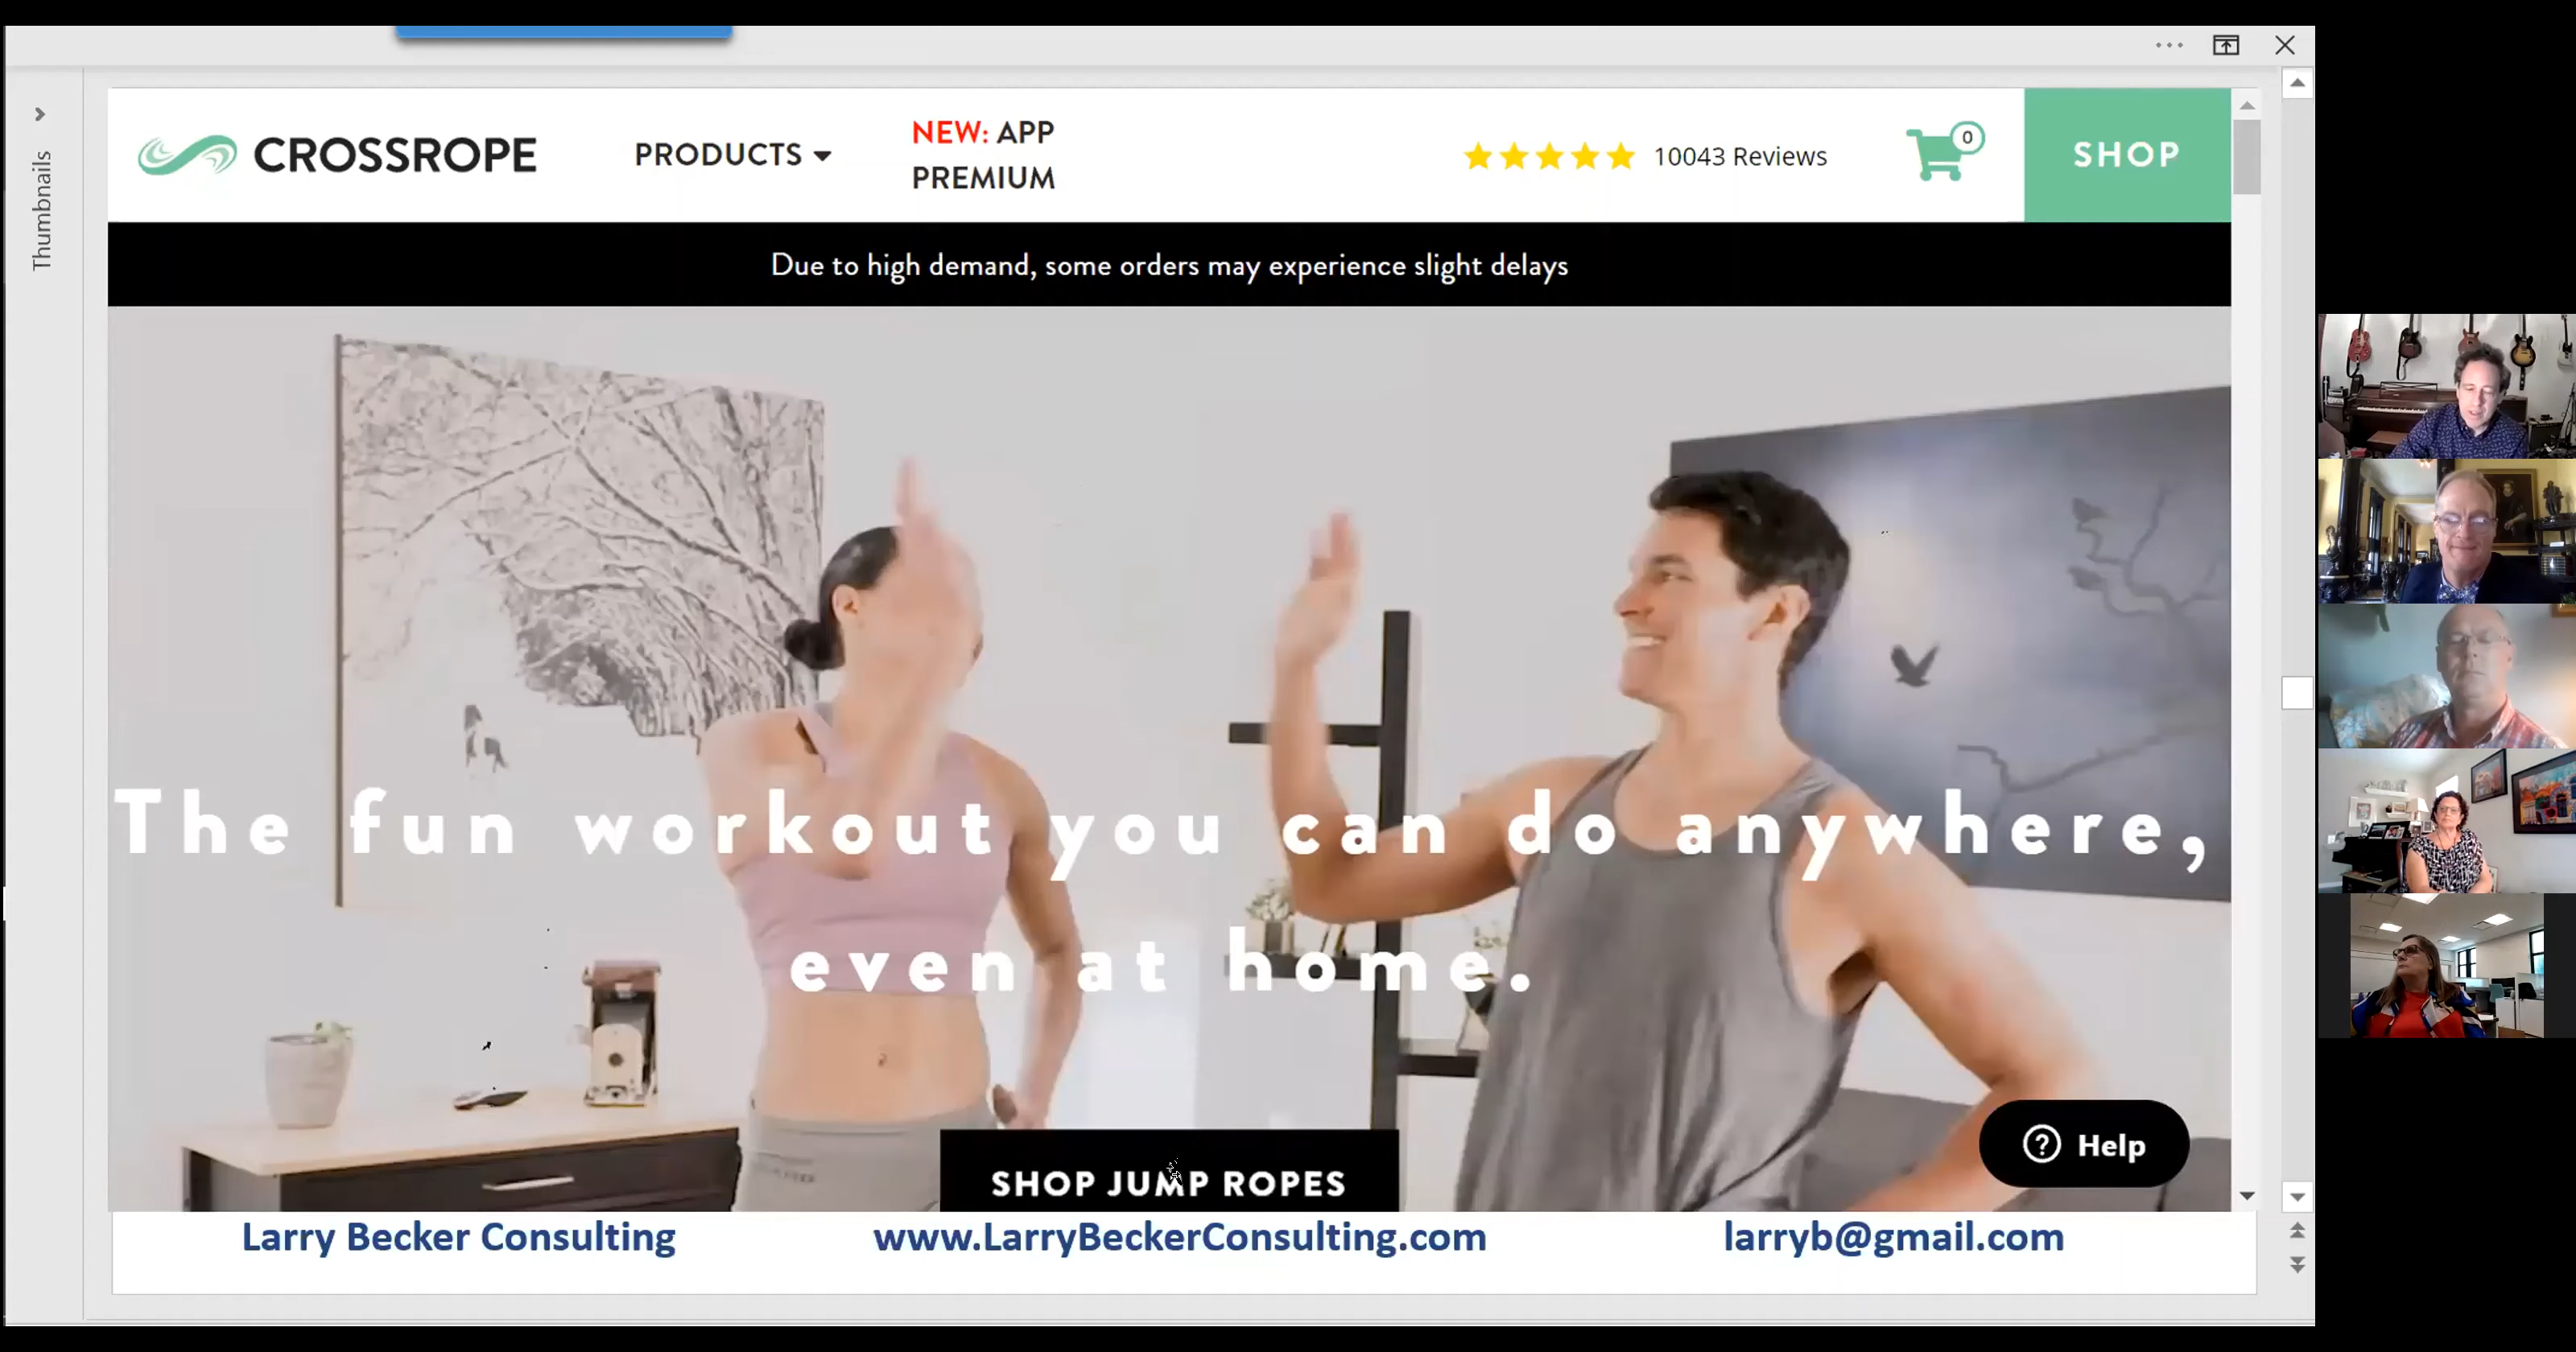 Thumbnails
CROSSROPE
PRODUCTS
NEW: APP
PREMIUM
10043 Reviews
0
SHOP
Due to high demand, some orders may experience slight delays
The fun workout you can do anywhere,
even at home.
SHOP JUMP ROPES
? Help
Larry Becker Consulting
www.LarryBeckerConsulting.com
larryb@gmail.com